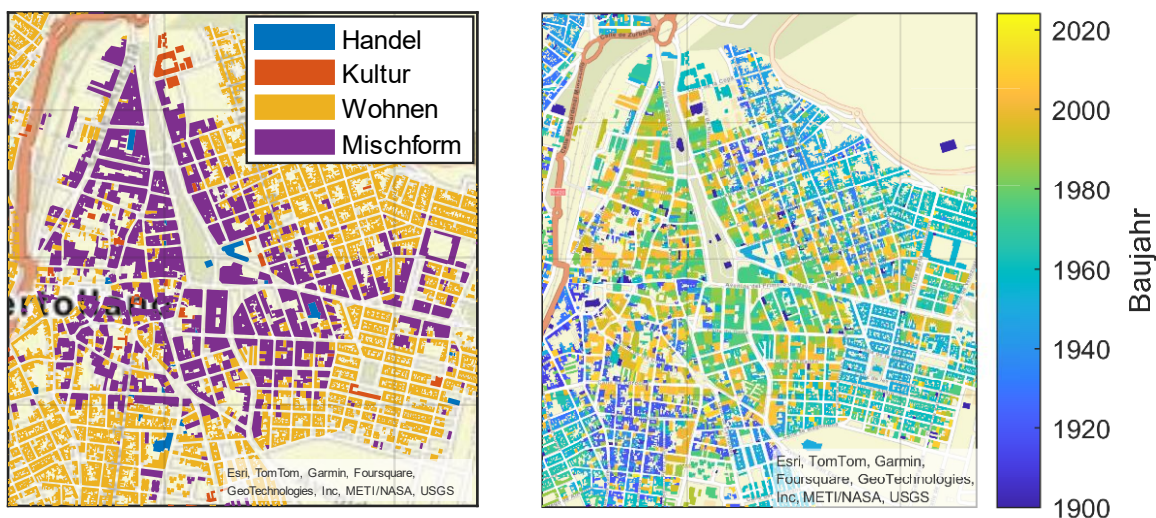 Handel
Kultur
Wohnen
Mischform
ertollano
Esri, TomTom, Garmin, Foursquare,
GeoTechnologies, Inc, METI/NASA, USGS
Esri, TomTom, Garmin,
Foursquare, GeoTechnologies,
Inc, METI/NASA, USGS
2020
2000
1980
1960
1940
1920
1900
Baujahr